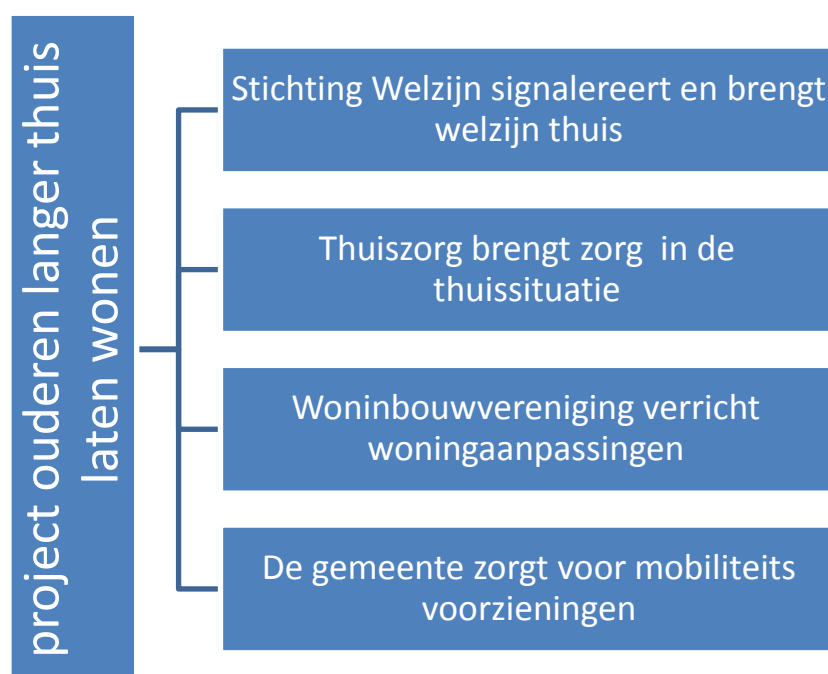 project ouderen langer thuis
laten wonen
Stichting Welzijn signalereert en brengt
welzijn thuis
Thuiszorg brengt zorg in de
thuissituatie
Woninbouwvereniging verricht
woningaanpassingen
De gemeente zorgt voor mobiliteits
voorzieningen